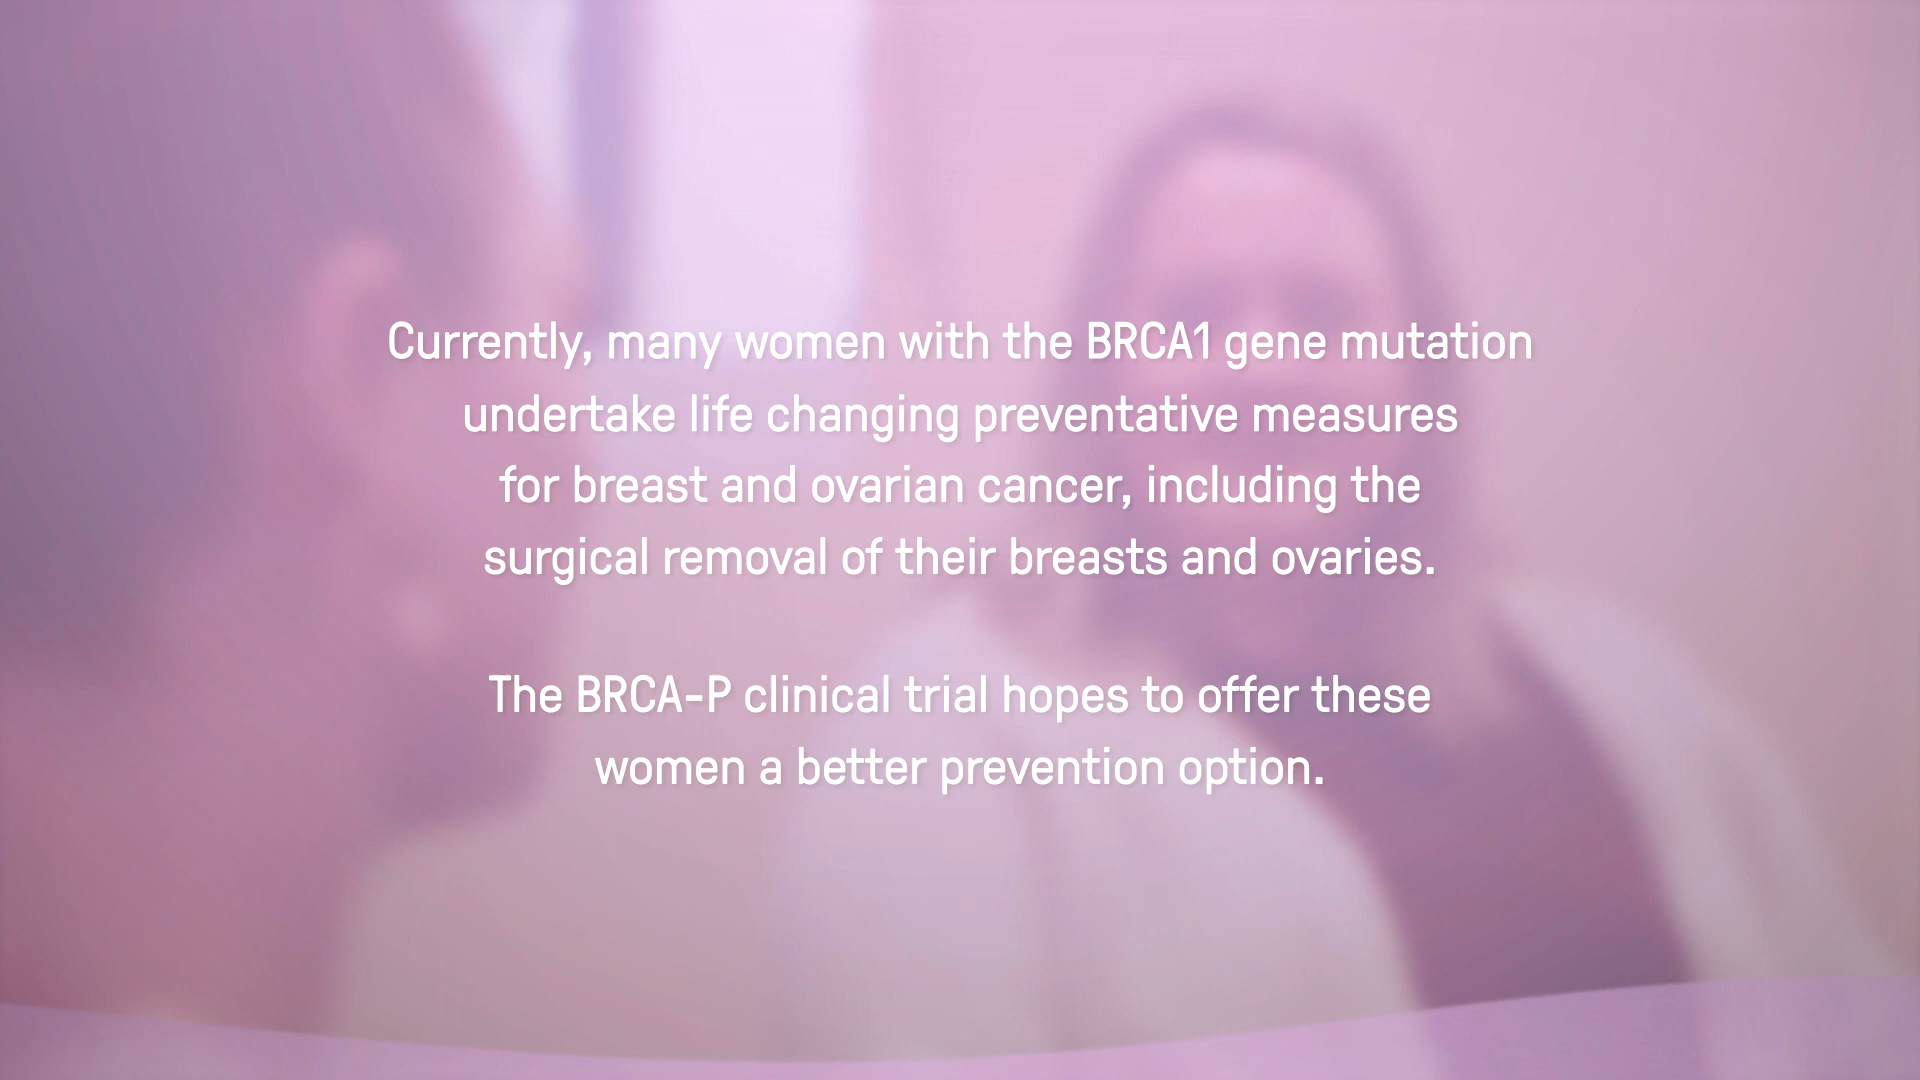 Currently, many women with the BRCA1 gene mutation
undertake life changing preventative measures
for breast and ovarian cancer, including the
surgical removal of their breasts and ovaries.
The BRCA-P clinical trial hopes to offer these
women a better prevention option.